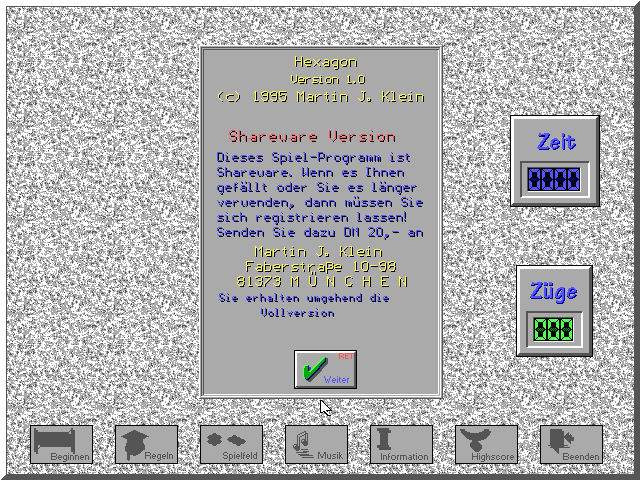 Hexagon
Version 1.0
(c) 1995 Martin J. Klein
Shareware Version
Dieses Spiel-Programm ist
Shareware. Wenn es Ihnen
gefällt oder Sie es länger
verwenden, dann müssen Sie
sich registrieren lassen!
Senden Sie dazu DM 20,- an
Martin J. Klein
Faberstraße 10-98
81373 M Ü N C H E N
Sie erhalten umgehend die
Vollversion
Weiter
Zeit
Züge
Beginnen
Regeln
Spielfeld
Musik
Information
Highscore
Beenden